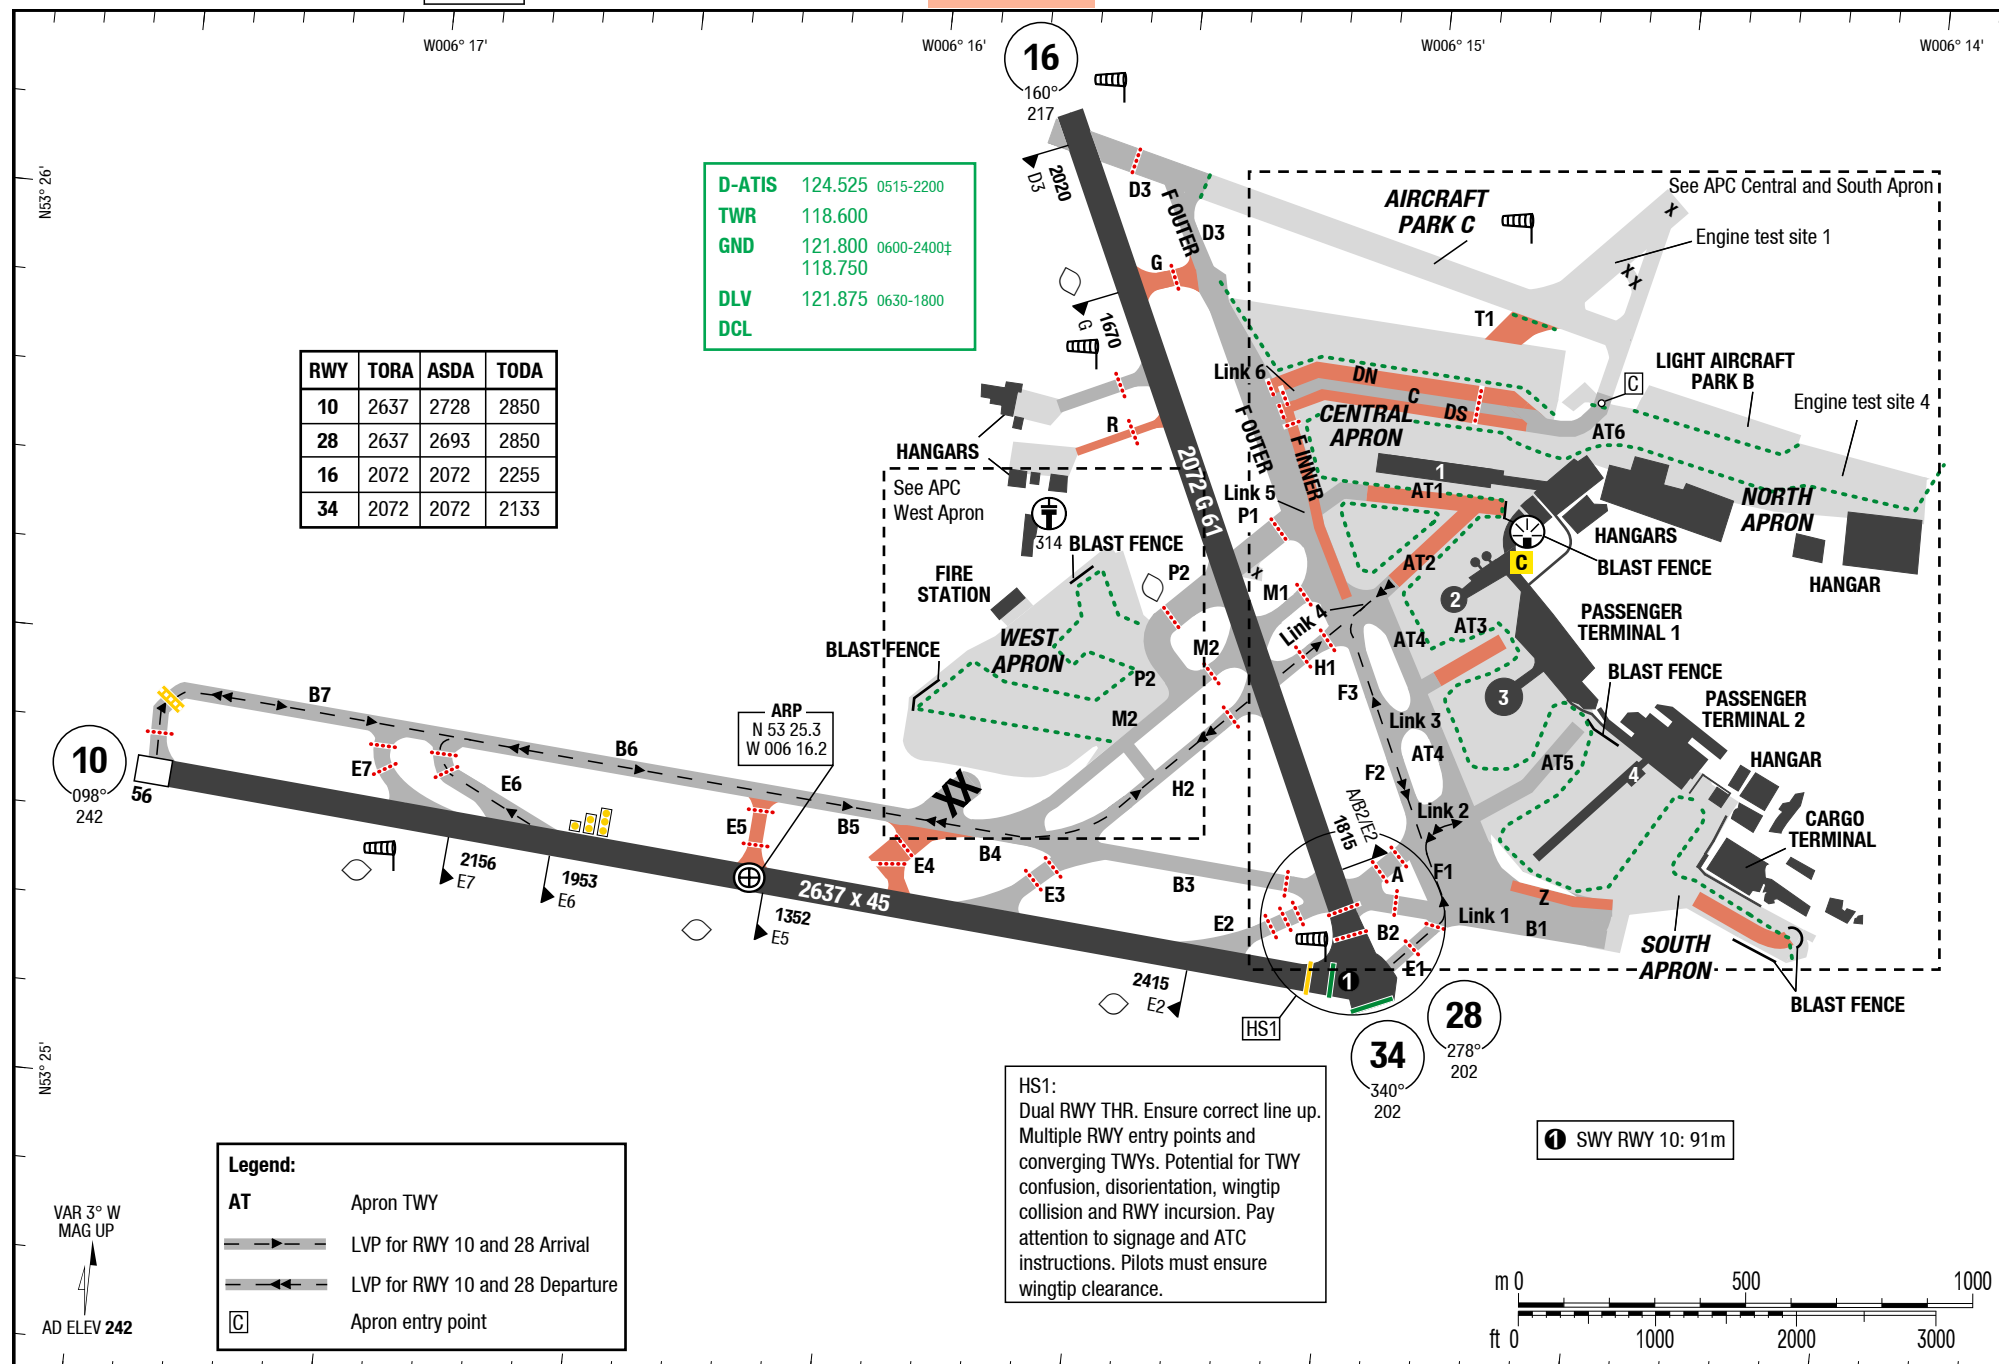 W006° 17'
W006° 16'
W006° 15'
W006° 14'
16
160°
217
N53° 26'
D-ATIS 124.525 0515-2200
TWR 118.600
GND 121.800 0600-2400‡
118.750
DLV 121.875 0630-1800
DCL
D3
2020
D3
F OUTER
D3
AIRCRAFT
PARK C
See APC Central and South Apron
X
Engine test site 1
X X
G
G
1670
T1
RWY TORA ASDA TODA
10 2637 2728 2850
28 2637 2693 2850
16 2072 2072 2255
34 2072 2072 2133
Link 6
DN
C
DS
CENTRAL
APRON
C
LIGHT AIRCRAFT
PARK B
Engine test site 4
AT6
R
HANGARS
F OUTER
F INNER
2072 G 61
1
See APC
West Apron
Link 5
P1
AT1
NORTH
APRON
314
BLAST FENCE
HANGARS
BLAST FENCE
C
HANGAR
FIRE
STATION
P2
X
M1
AT2
2
AT3
PASSENGER
TERMINAL 1
BLAST FENCE
WEST
APRON
M2
Link 4
H1
AT4
BLAST FENCE
P2
F3
3
PASSENGER
TERMINAL 2
B7
M2
Link 3
ARP
N 53 25.3
W 006 16.2
B6
AT4
AT5
HANGAR
10
098°
242
56
E7
E6
XX
H2
F2
4
Link 2
CARGO
TERMINAL
E5
B5
A/B2/E2
1815
B4
E4
2156
E7
1953
E6
2637 x 45
E3
B3
A
F1
Z
1352
E5
E2
B2
Link 1
B1
SOUTH
APRON
E1
2415
E2
1
BLAST FENCE
HS1
28
278°
202
34
340°
202
N53° 25'
HS1:
Dual RWY THR. Ensure correct line up.
Multiple RWY entry points and
converging TWYs. Potential for TWY
confusion, disorientation, wingtip
collision and RWY incursion. Pay
attention to signage and ATC
instructions. Pilots must ensure
wingtip clearance.
1 SWY RWY 10: 91m
Legend:
AT Apron TWY
LVP for RWY 10 and 28 Arrival
LVP for RWY 10 and 28 Departure
C Apron entry point
VAR 3° W
MAG UP
AD ELEV 242
m 0 500 1000
ft 0 1000 2000 3000